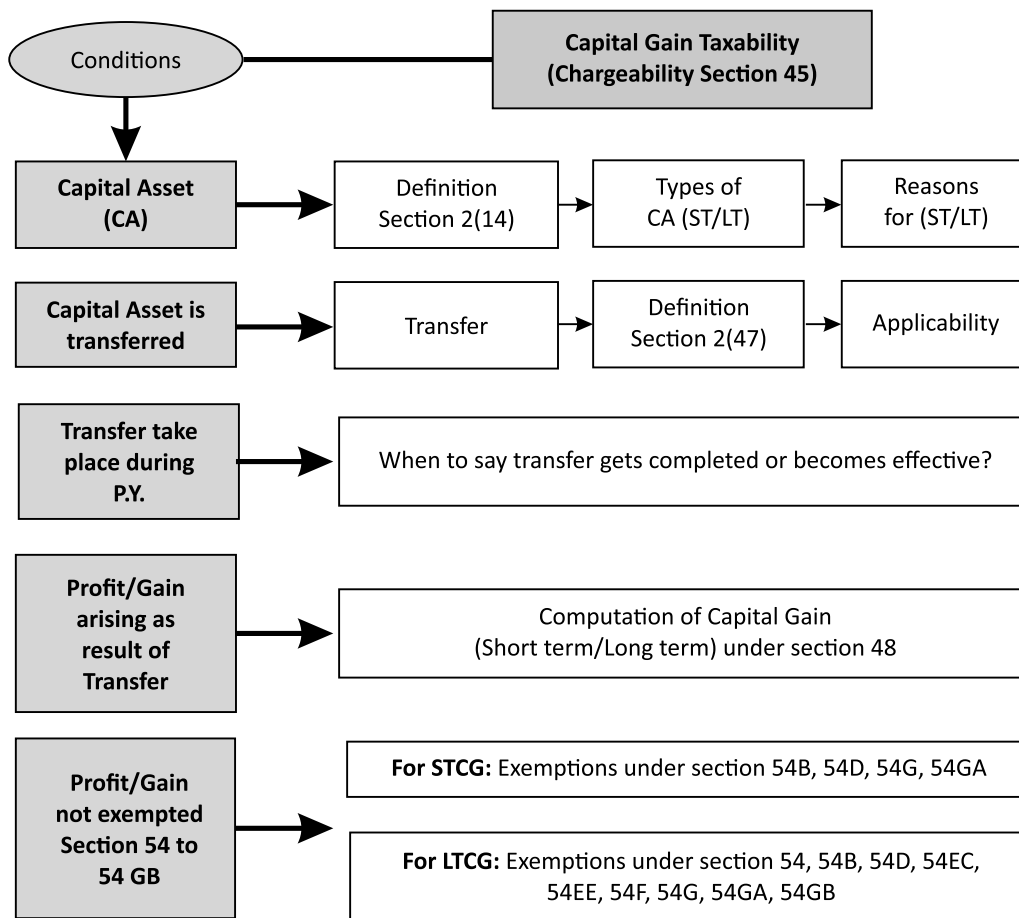 Conditions
Capital Gain Taxability
(Chargeability Section 45)
Capital Asset
(CA)
Definition
Section 2(14)
Types of
CA (ST/LT)
Reasons
for (ST/LT)
Capital Asset is
transferred
Transfer
Definition
Section 2(47)
Applicability
Transfer take
place during
P.Y.
When to say transfer gets completed or becomes effective?
Profit/Gain
arising as
result of
Transfer
Computation of Capital Gain
(Short term/Long term) under section 48
Profit/Gain
not exempted
Section 54 to
54 GB
For STCG: Exemptions under section 54B, 54D, 54G, 54GA
For LTCG: Exemptions under section 54, 54B, 54D, 54EC,
54EE, 54F, 54G, 54GA, 54GB